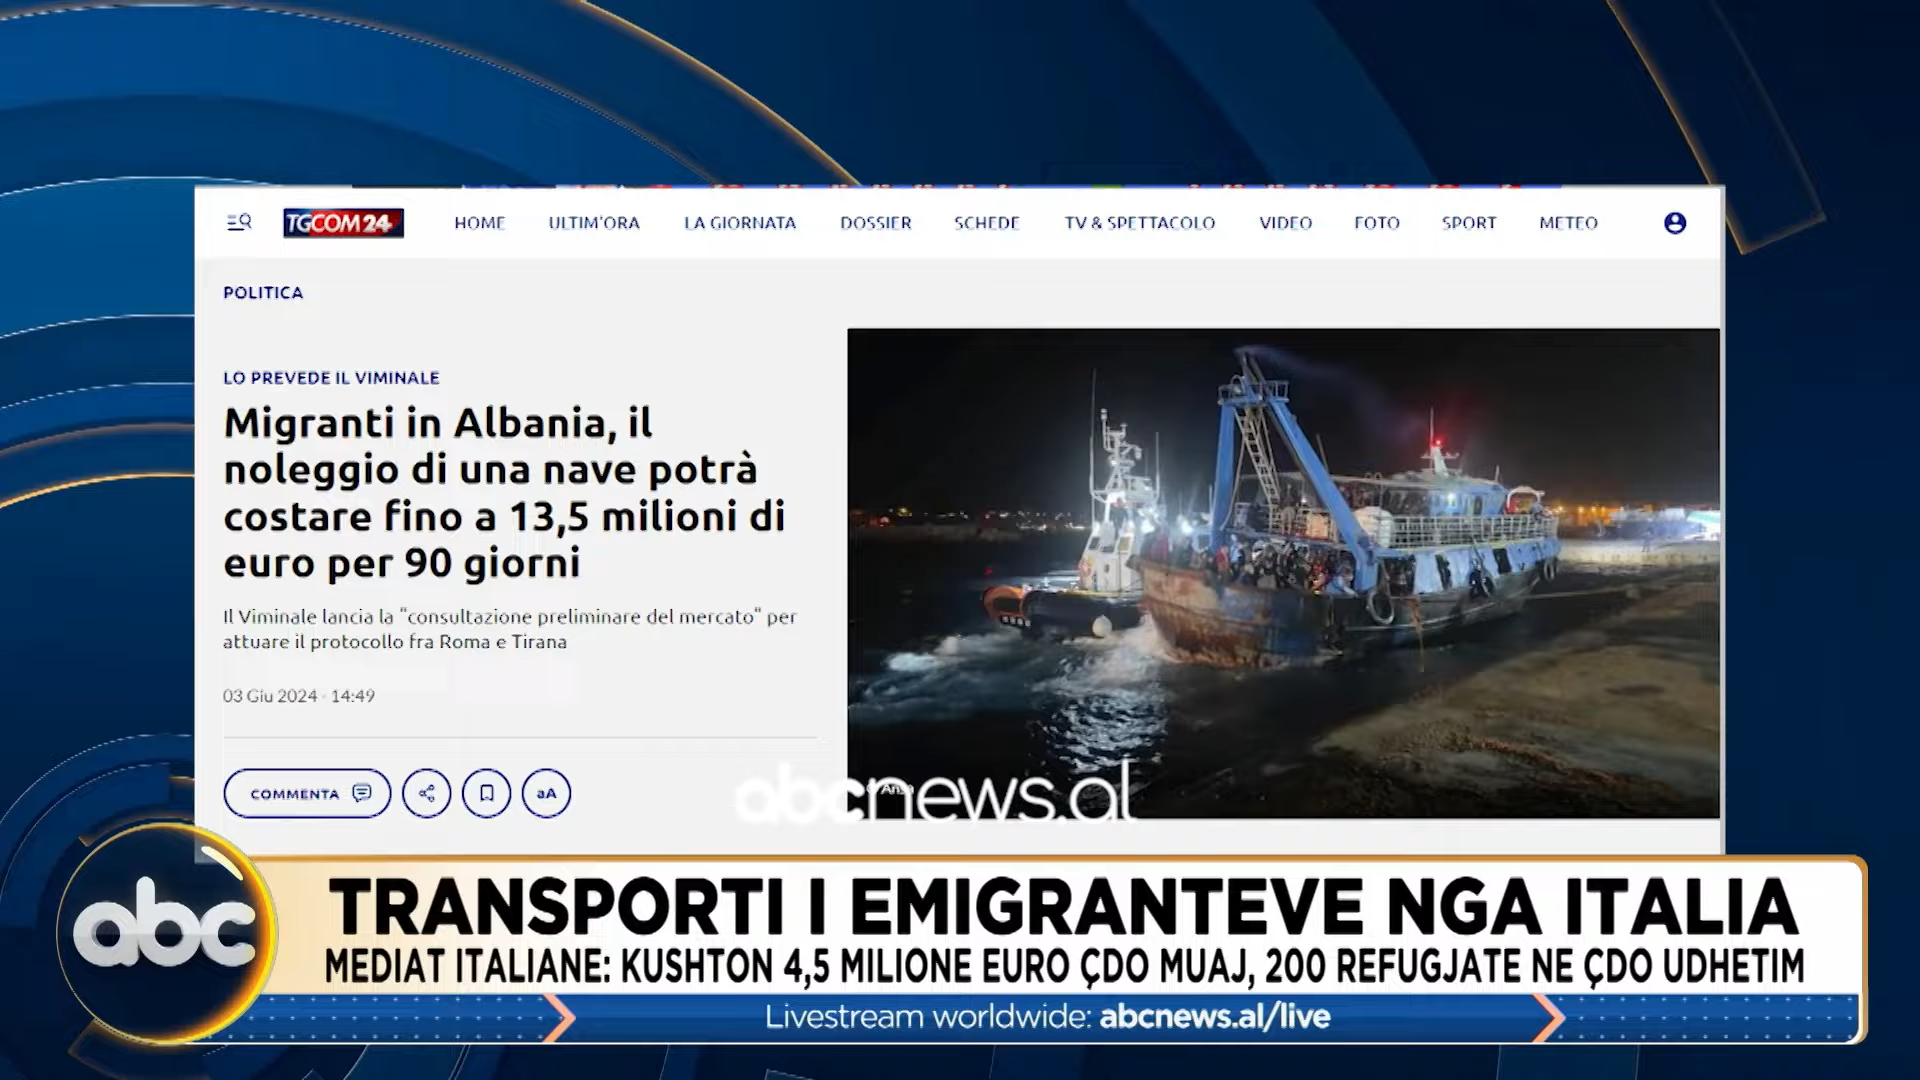 TGCOM24 HOME ULTIM'ORA LA GIORNATA DOSSIER SCHEDE TV & SPETTACOLO VIDEO FOTO SPORT METEO
POLITICA
LO PREVEDE IL VIMINALE
Migranti in Albania, il
noleggio di una nave potrà
costare fino a 13,5 milioni di
euro per 90 giorni
Il Viminale lancia la "consultazione preliminare del mercato" per
attuare il protocollo fra Roma e Tirana
03 Giu 2024 - 14:49
COMMENTA aA
© Ansa
abcnews.al
abc
TRANSPORTI I EMIGRANTEVE NGA ITALIA
MEDIAT ITALIANE: KUSHTON 4,5 MILIONE EURO ÇDO MUAJ, 200 REFUGJATE NE ÇDO UDHETIM
Livestream worldwide: abcnews.al/live